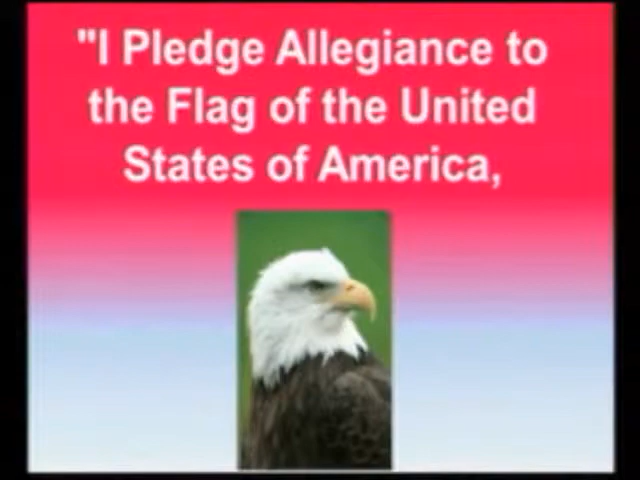 "I Pledge Allegiance to
the Flag of the United
States of America,